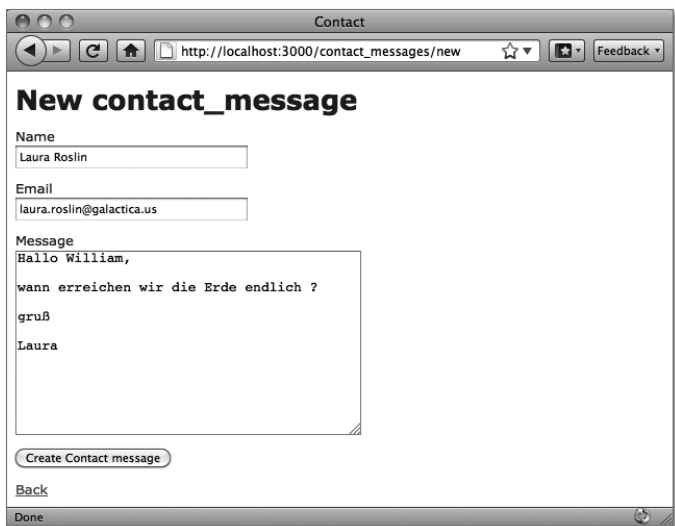 Contact
http://localhost:3000/contact_messages/new
Feedback
New contact_message
Name
Laura Roslin
Email
laura.roslin@galactica.us
Message
Hallo William,
wann erreichen wir die Erde endlich ?
gruß
Laura
Create Contact message
Back
Done